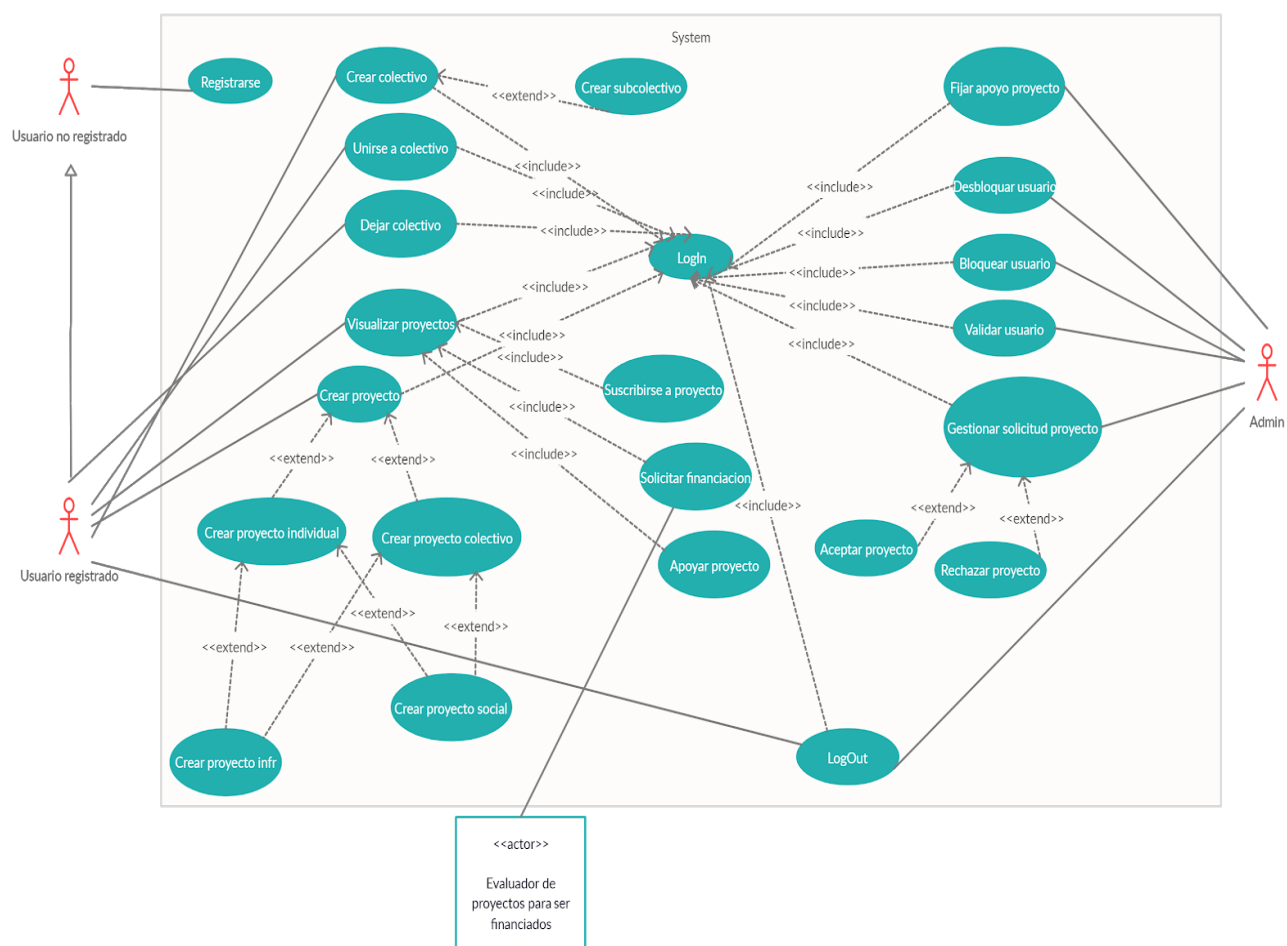 System
Registrarse
Crear colectivo
Crear subcolectivo
Fijar apoyo proyecto
<<extend>>
Usuario no registrado
Unirse a colectivo
<<include>>
<<include>>
<<include>>
Desbloquar usuario
Dejar colectivo
<<include>>
<<include>>
LogIn
Bloquear usuario
<<include>>
<<include>>
<<include>>
Visualizar proyectos
Validar usuario
<<include>>
<<include>>
<<include>>
Crear proyecto
Suscribirse a proyecto
<<include>>
Admin
Gestionar solicitud proyecto
<<extend>>
<<extend>>
<<include>>
Solicitar financiacion
<<include>>
<<extend>>
<<extend>>
Crear proyecto individual
Crear proyecto colectivo
Aceptar proyecto
Usuario registrado
Apoyar proyecto
Rechazar proyecto
<<extend>>
<<extend>>
<<extend>>
<<extend>>
Crear proyecto social
Crear proyecto infr
LogOut
<<actor>>
Evaluador de
proyectos para ser
financiados